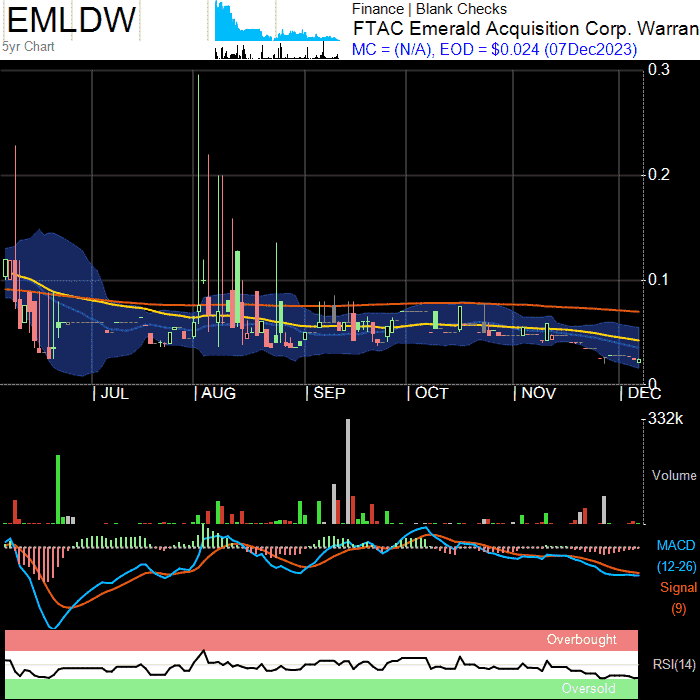 EMLDW
5yr Chart
Finance | Blank Checks
FTAC Emerald Acquisition Corp. Warran
MC = (N/A), EOD = $0.024 (07Dec2023)
0.3
0.2
0.1
0
JUL
AUG
SEP
OCT
NOV
DEC
332k
Volume
MACD
(12-26)
Signal
(9)
Overbought
RSI(14)
Oversold